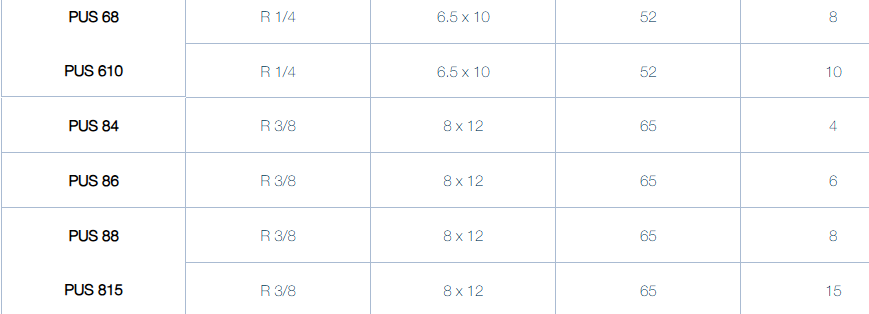 PUS 68 R 1/4 6.5 x 10 52 8
PUS 610 R 1/4 6.5 x 10 52 10
PUS 84 R 3/8 8 x 12 65 4
PUS 86 R 3/8 8 x 12 65 6
PUS 88 R 3/8 8 x 12 65 8
PUS 815 R 3/8 8 x 12 65 15